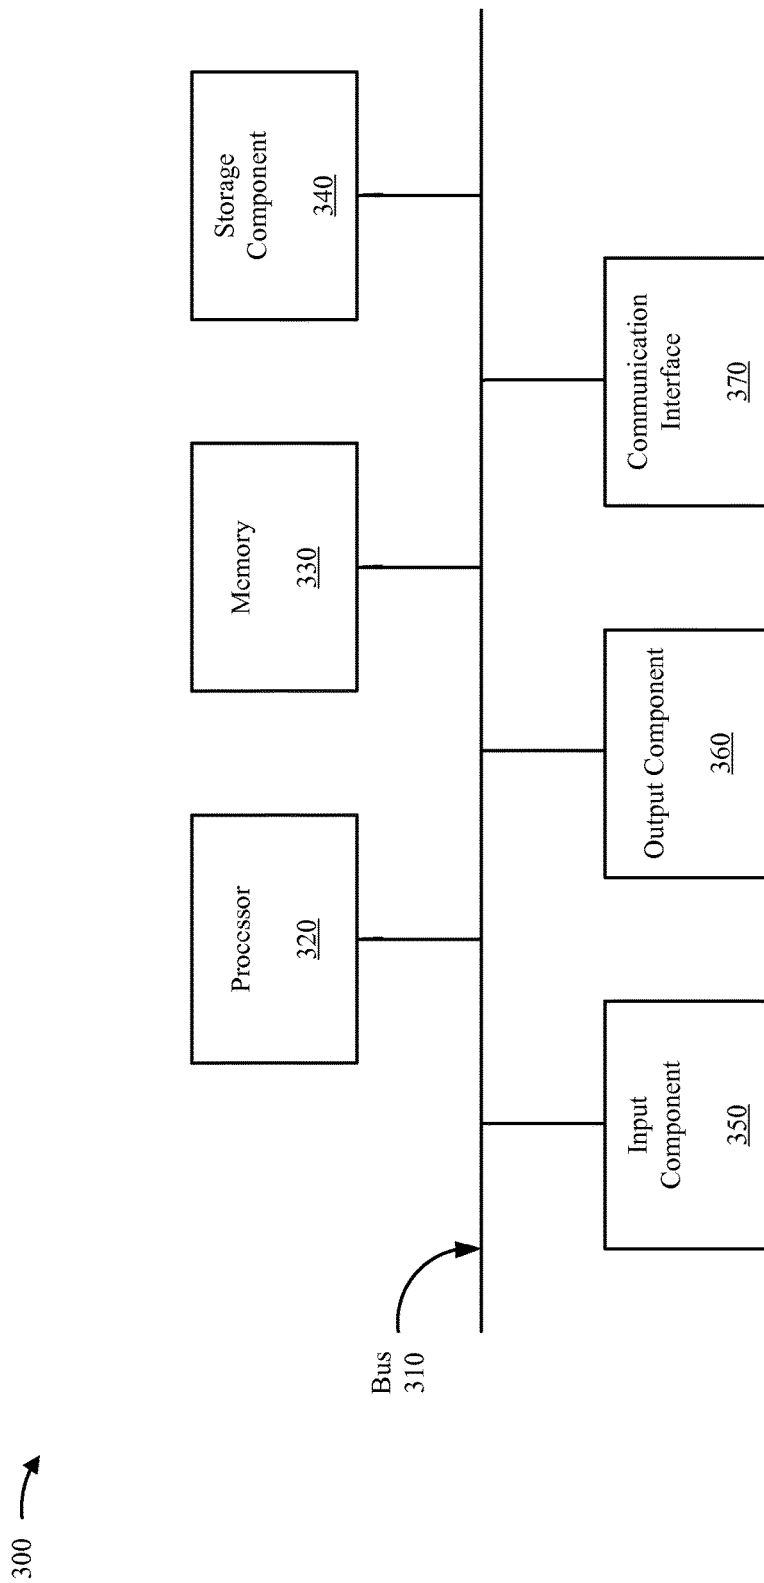 300
Bus
310
Processor
320
Memory
330
Storage
Component
340
Input
Component
350
Output Component
360
Communication
Interface
370